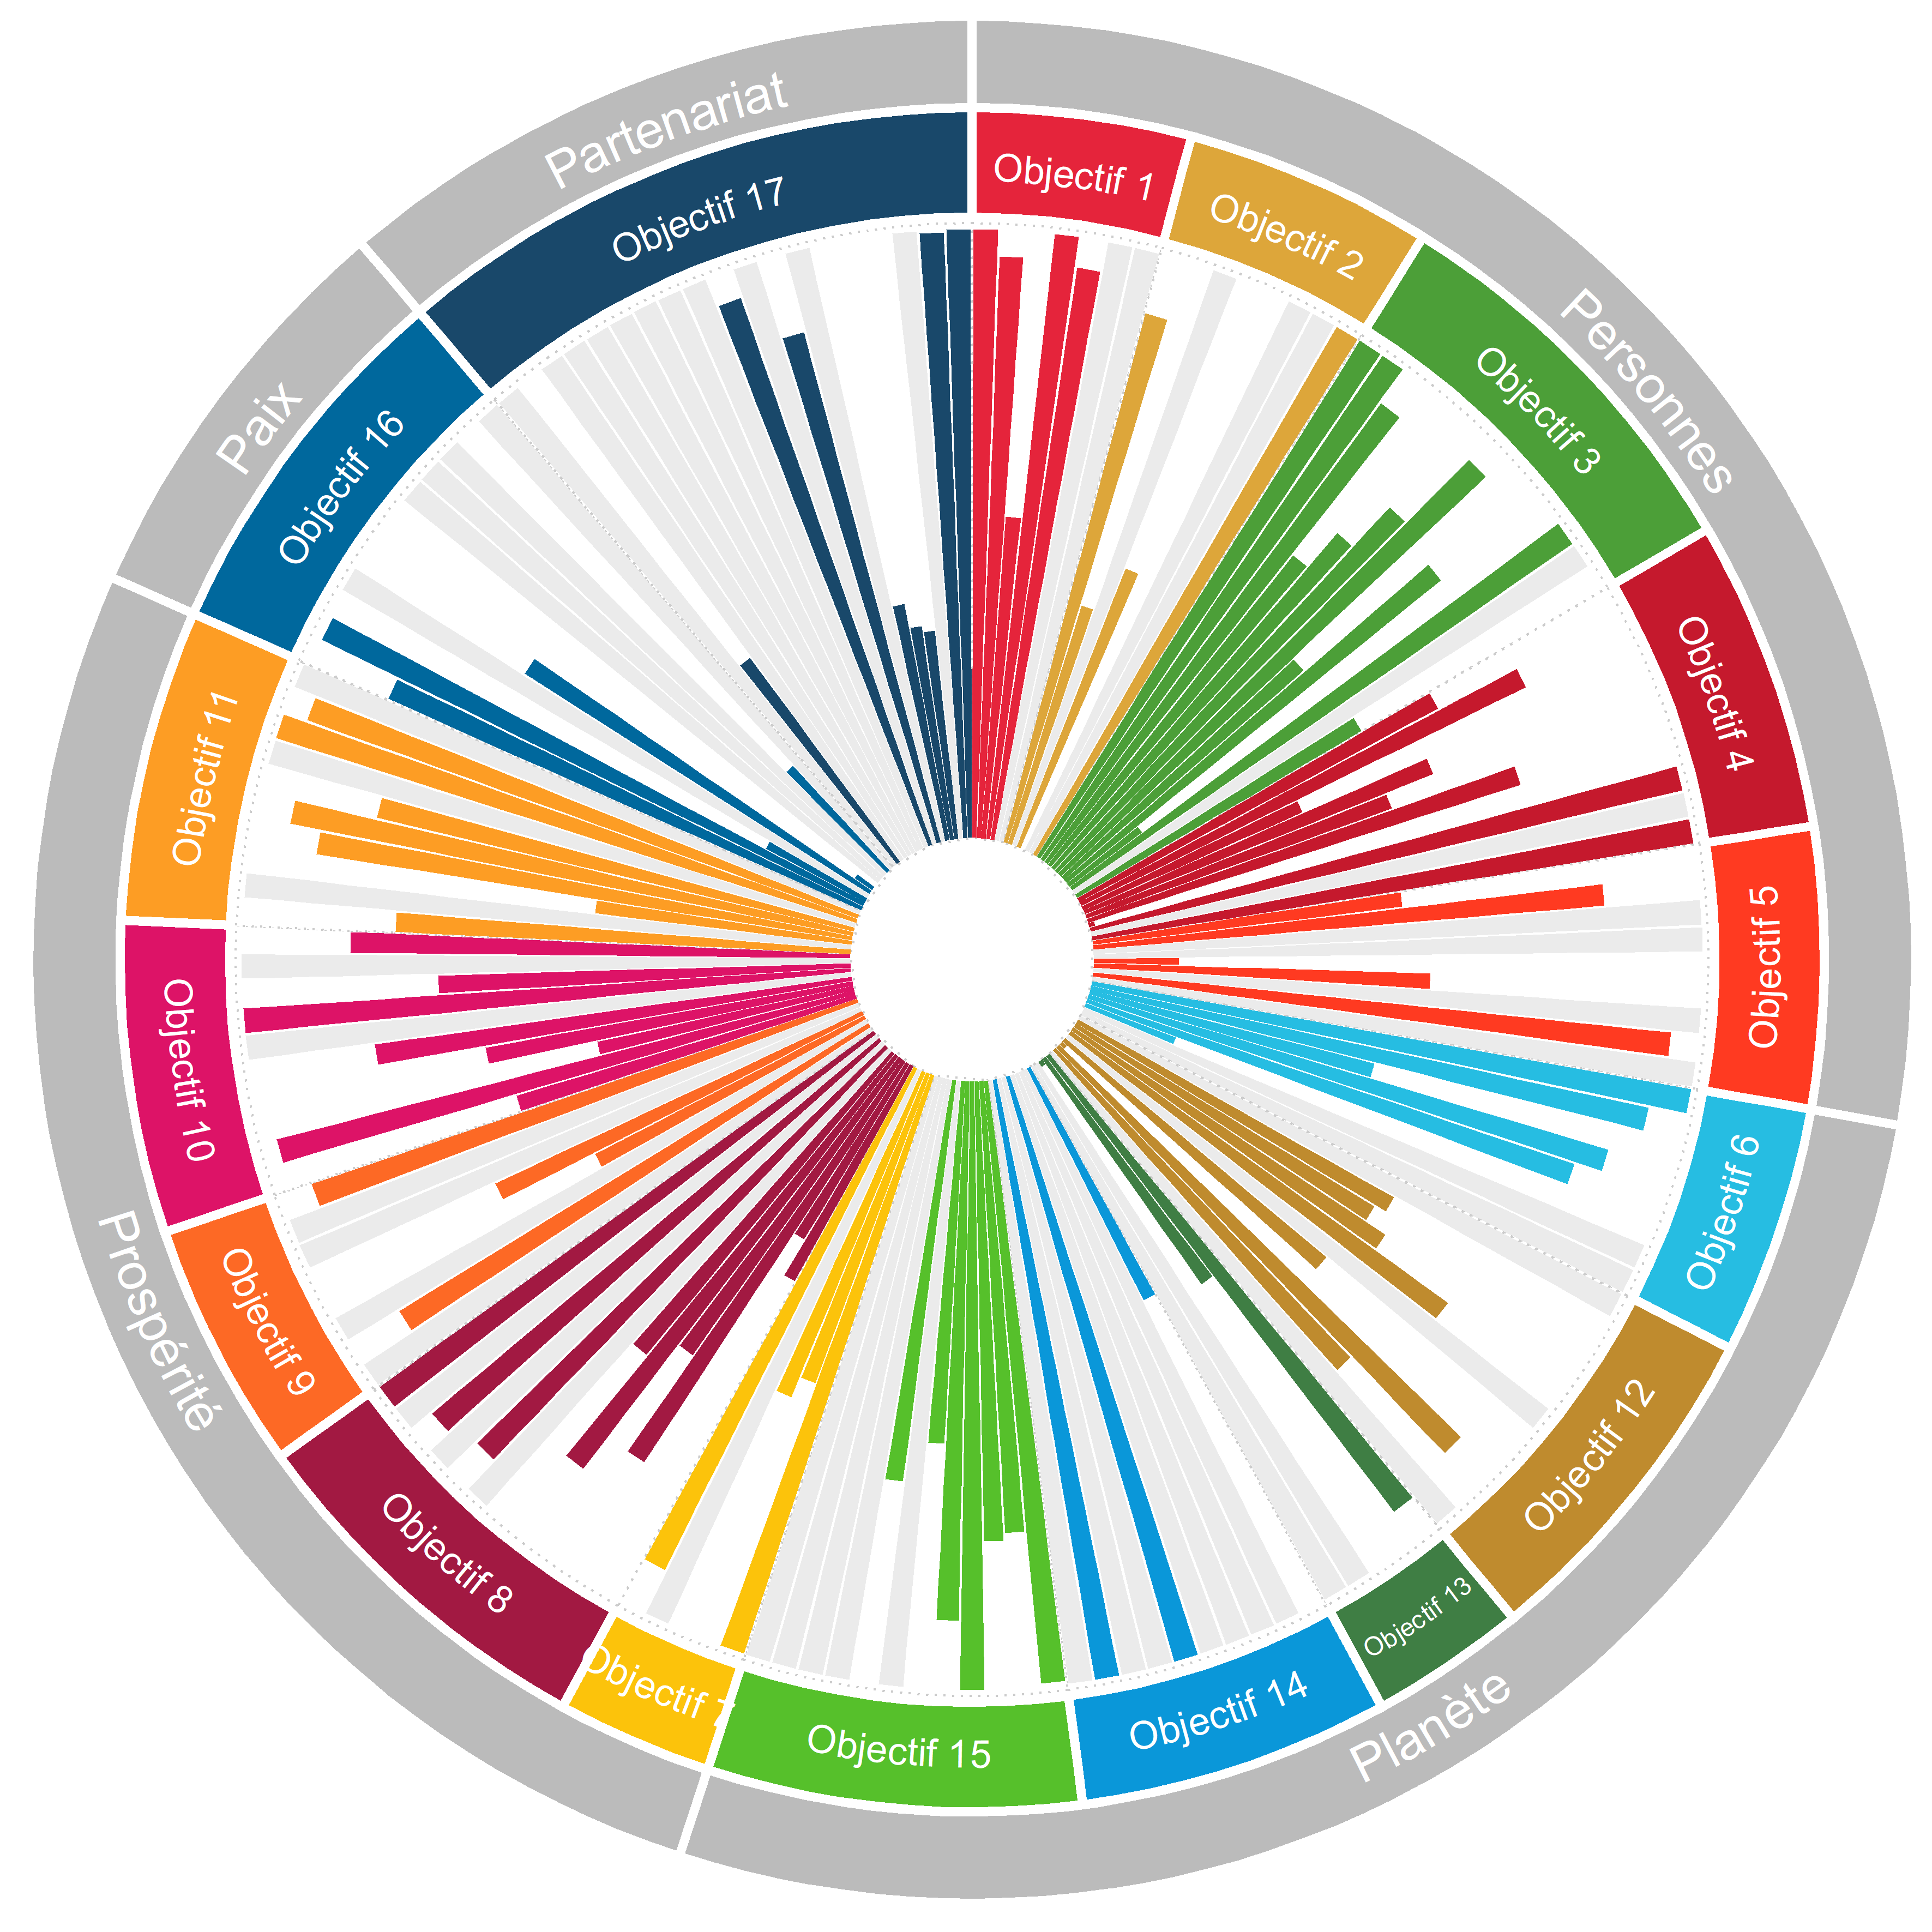 Personnes
Objectif 1
Objectif 2
Objectif 3
Objectif 4
Objectif 5
Planète
Objectif 6
Objectif 12
Objectif 13
Objectif 14
Objectif 15
Prospérité
Objectif 7
Objectif 8
Objectif 9
Objectif 10
Objectif 11
Paix
Objectif 16
Partenariat
Objectif 17